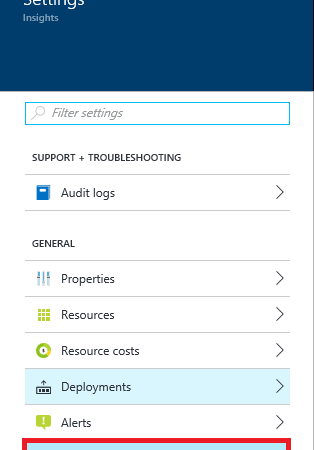 Settings
Insights
Filter settings
SUPPORT + TROUBLESHOOTING
Audit logs
GENERAL
Properties
Resources
Resource costs
Deployments
Alerts